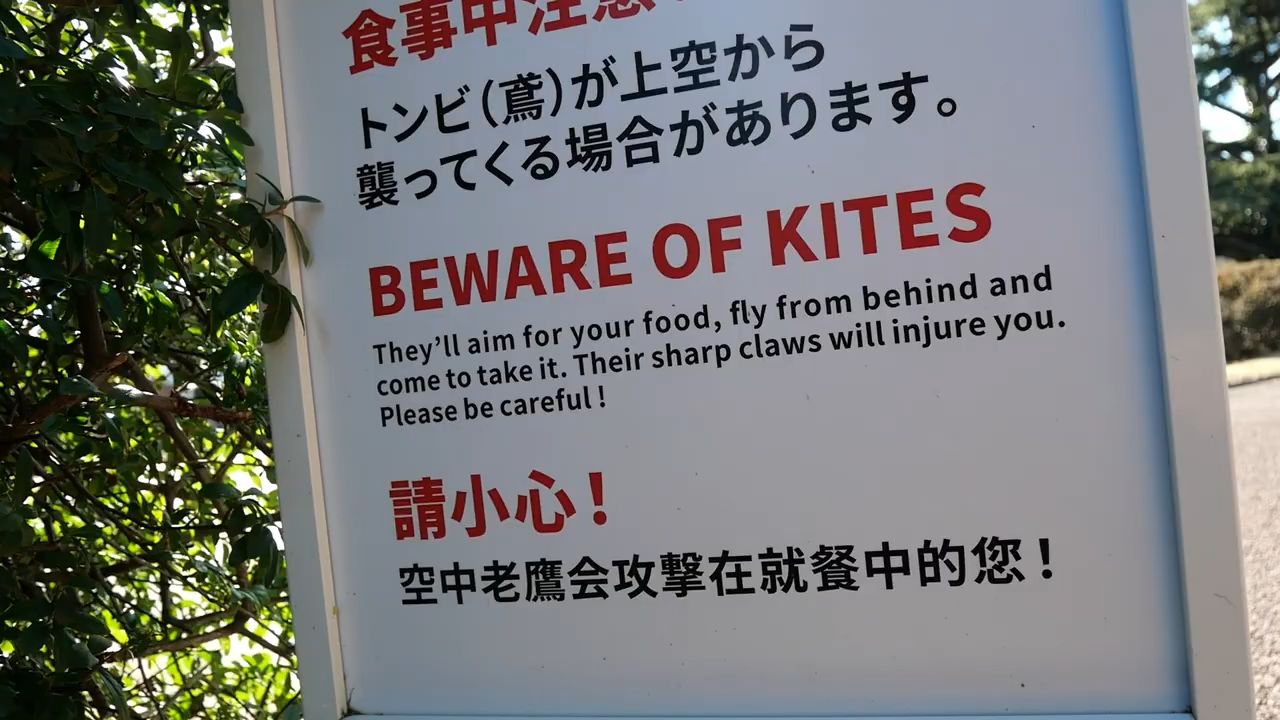 食事中注意！
トンビ（鳶）が上空から
襲ってくる場合があります。
BEWARE OF KITES
They'll aim for your food, fly from behind and
come to take it. Their sharp claws will injure you.
Please be careful !
請小心！
空中老鷹会攻撃在就餐中的您！